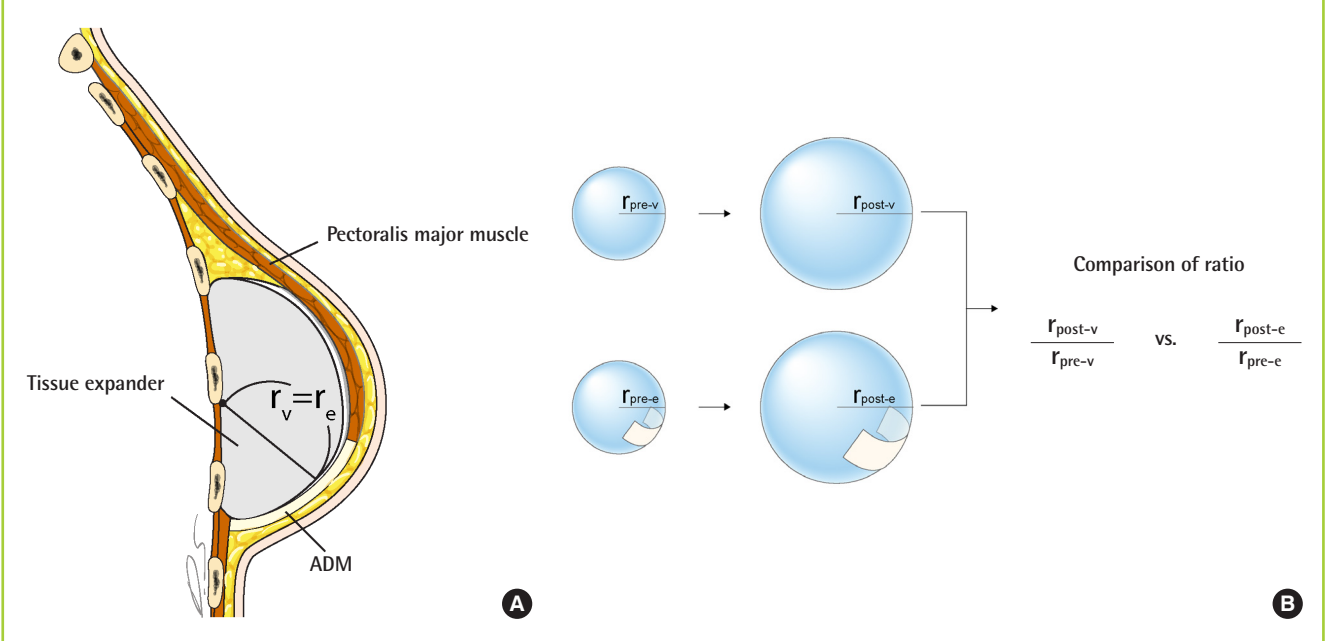 Pectoralis major muscle
Tissue expander
rv=re
ADM
A
rpre-v
rpost-v
rpre-e
rpost-e
Comparison of ratio
rpost-v
rpre-v
vs.
rpost-e
rpre-e
B